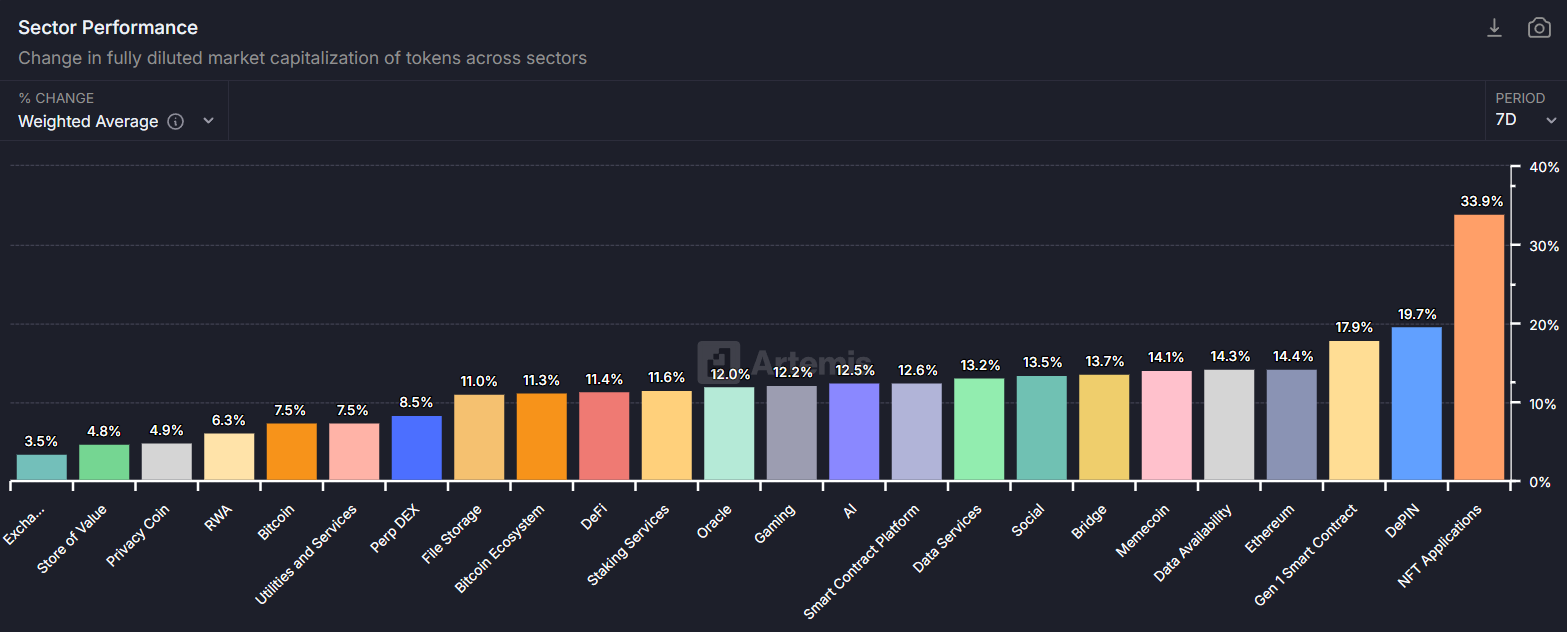 Sector Performance
Change in fully diluted market capitalization of tokens across sectors
% CHANGE
Weighted Average
PERIOD
7D
40%
30%
20%
10%
0%
Artemis
3.5%
4.8%
4.9%
6.3%
7.5%
7.5%
8.5%
11.0%
11.3%
11.4%
11.6%
12.0%
12.2%
12.5%
12.6%
13.2%
13.5%
13.7%
14.1%
14.3%
14.4%
17.9%
19.7%
33.9%
Excha...
Store of Value
Privacy Coin
RWA
Bitcoin
Utilities and Services
Perp DEX
File Storage
Bitcoin Ecosystem
DeFi
Staking Services
Oracle
Gaming
AI
Smart Contract Platform
Data Services
Social
Bridge
Memecoin
Data Availability
Ethereum
Gen 1 Smart Contract
DePIN
NFT Applications